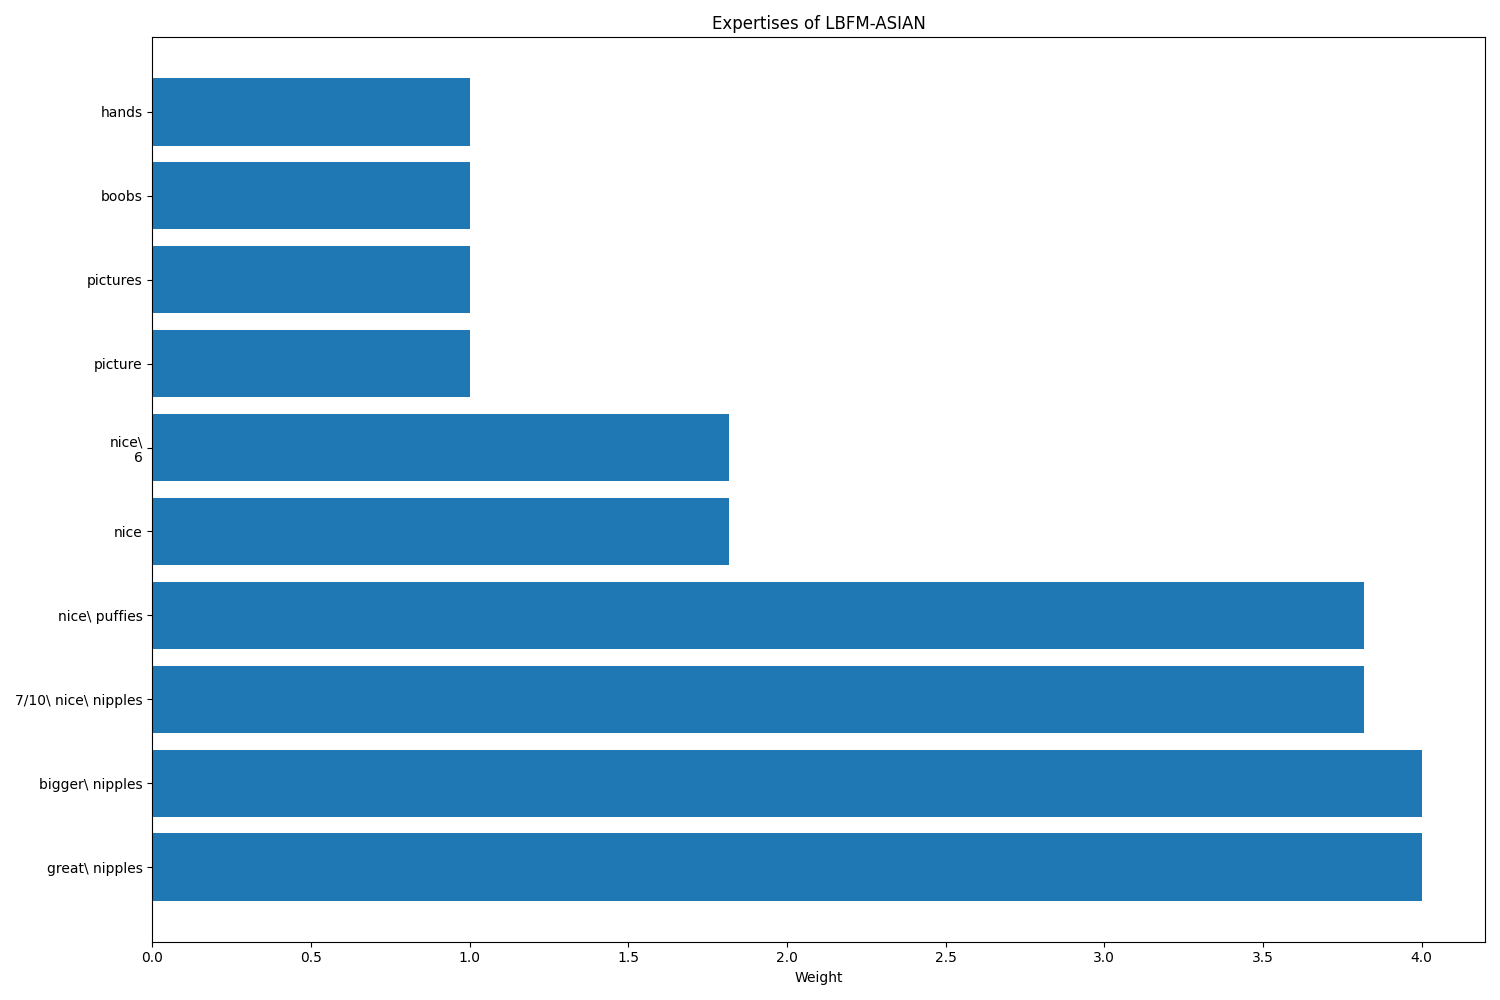 Expertises of LBFM-ASIAN
hands
boobs
pictures
picture
nice\
6
nice
nice\ puffies
7/10\ nice\ nipples
bigger\ nipples
great\ nipples
0.0 0.5 1.0 1.5 2.0 2.5 3.0 3.5 4.0
Weight